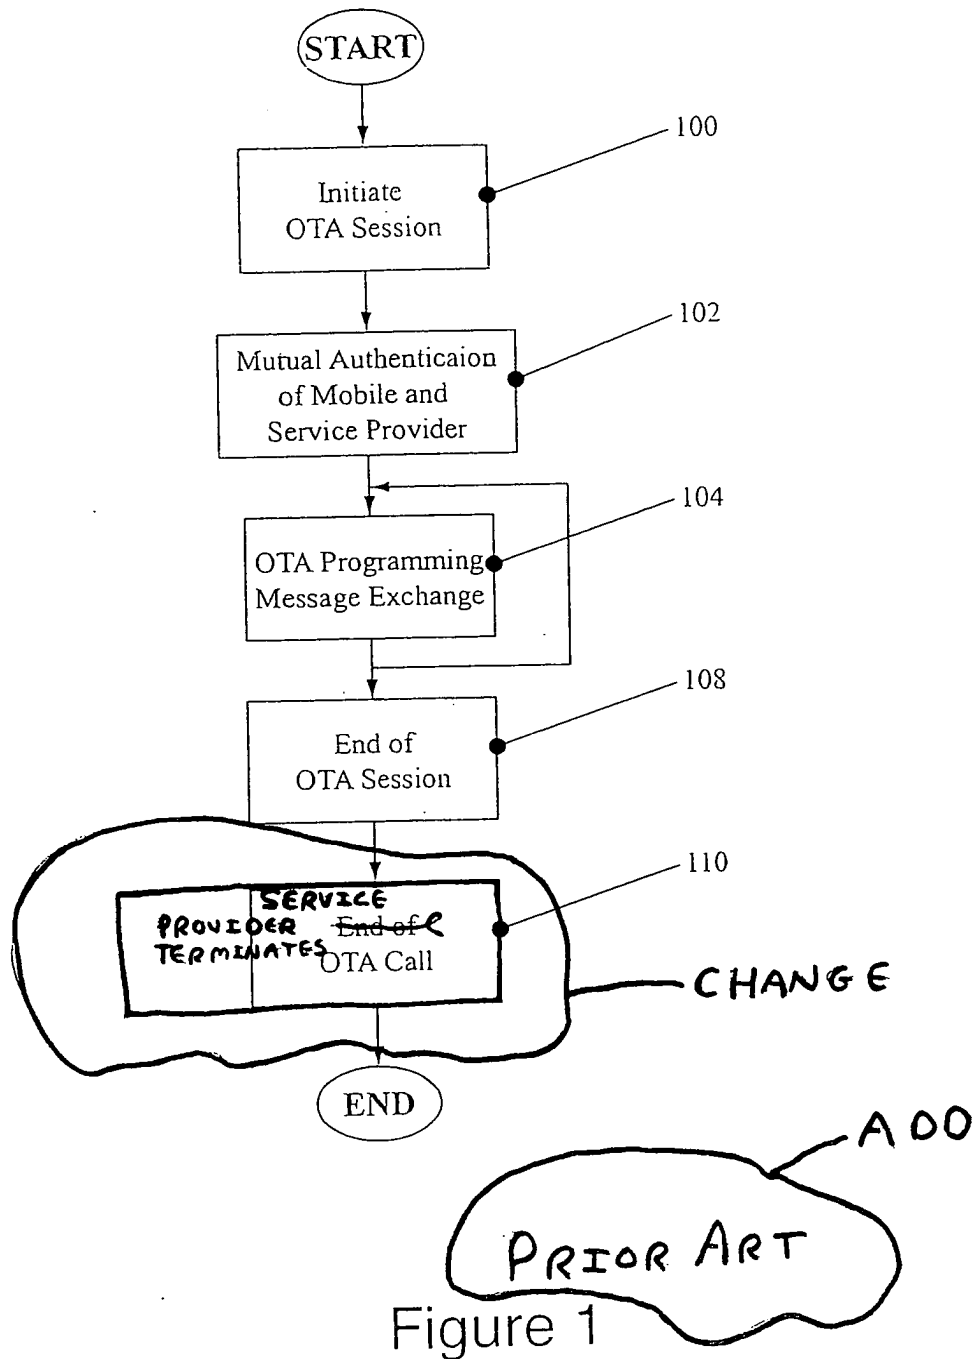 START
100
Initiate
OTA Session
102
Mutual Authenticaion
of Mobile and
Service Provider
104
OTA Programming
Message Exchange
108
End of
OTA Session
110
SERVICE
PROVIDER End of
TERMINATES
OTA Call
CHANGE
END
ADD
PRIOR ART
Figure 1